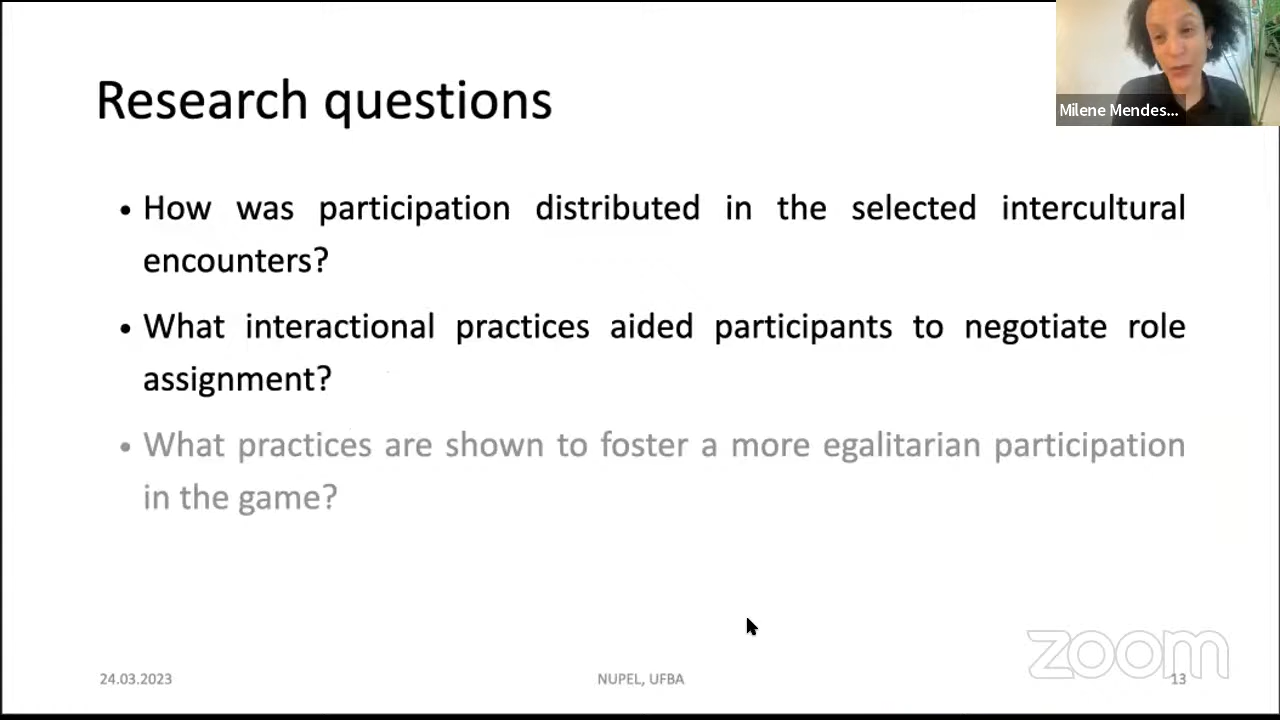 Research questions
Milene Mendes...
• How was participation distributed in the selected intercultural
encounters?
• What interactional practices aided participants to negotiate role
assignment?
• What practices are shown to foster a more egalitarian participation
in the game?
zoom
24.03.2023
NUPEL, UFBA
13